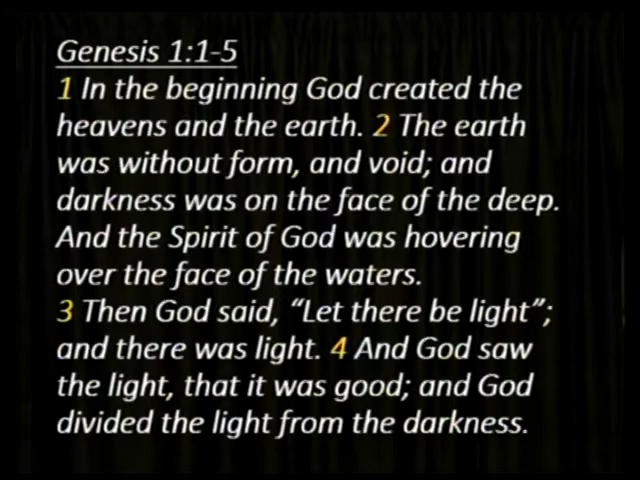 Genesis 1:1-5
1 In the beginning God created the
heavens and the earth. 2 The earth
was without form, and void; and
darkness was on the face of the deep.
And the Spirit of God was hovering
over the face of the waters.
3 Then God said, “Let there be light”;
and there was light. 4 And God saw
the light, that it was good; and God
divided the light from the darkness.